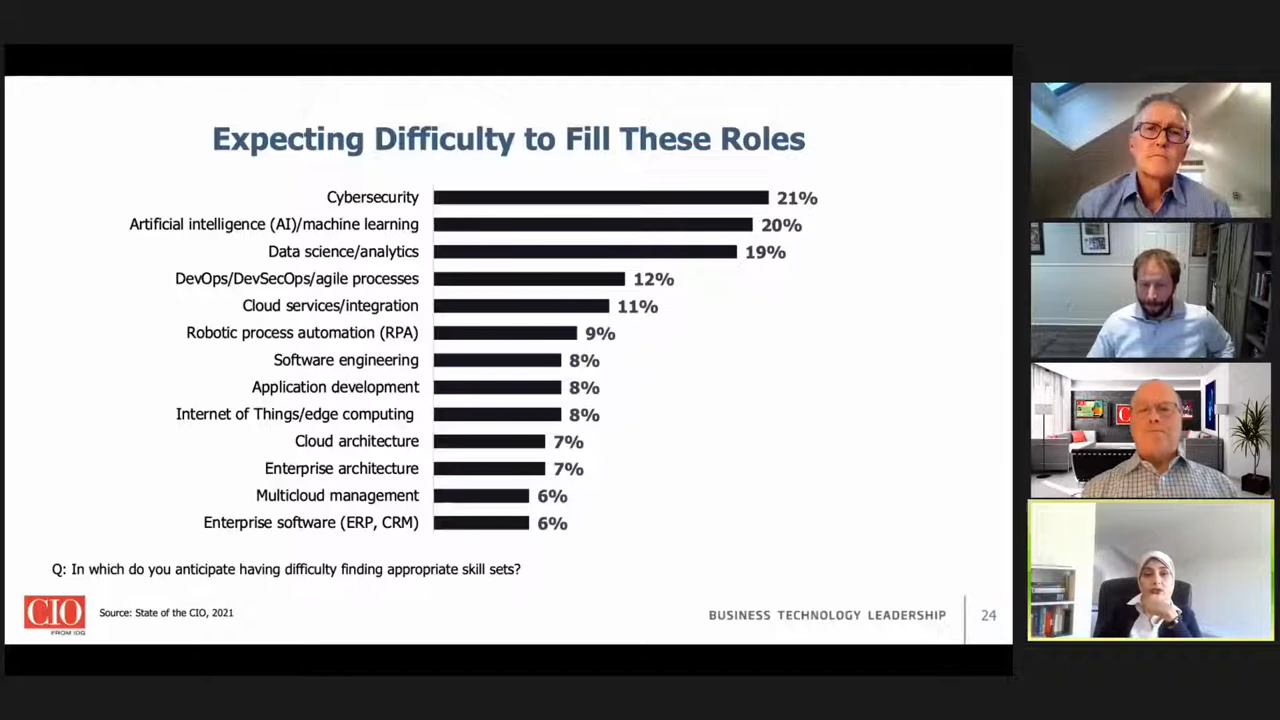 Expecting Difficulty to Fill These Roles
Cybersecurity 21%
Artificial intelligence (AI)/machine learning 20%
Data science/analytics 19%
DevOps/DevSecOps/agile processes 12%
Cloud services/integration 11%
Robotic process automation (RPA) 9%
Software engineering 8%
Application development 8%
Internet of Things/edge computing 8%
Cloud architecture 7%
Enterprise architecture 7%
Multicloud management 6%
Enterprise software (ERP, CRM) 6%
Q: In which do you anticipate having difficulty finding appropriate skill sets?
CIO
FROM IDG
Source: State of the CIO, 2021
BUSINESS TECHNOLOGY LEADERSHIP
24